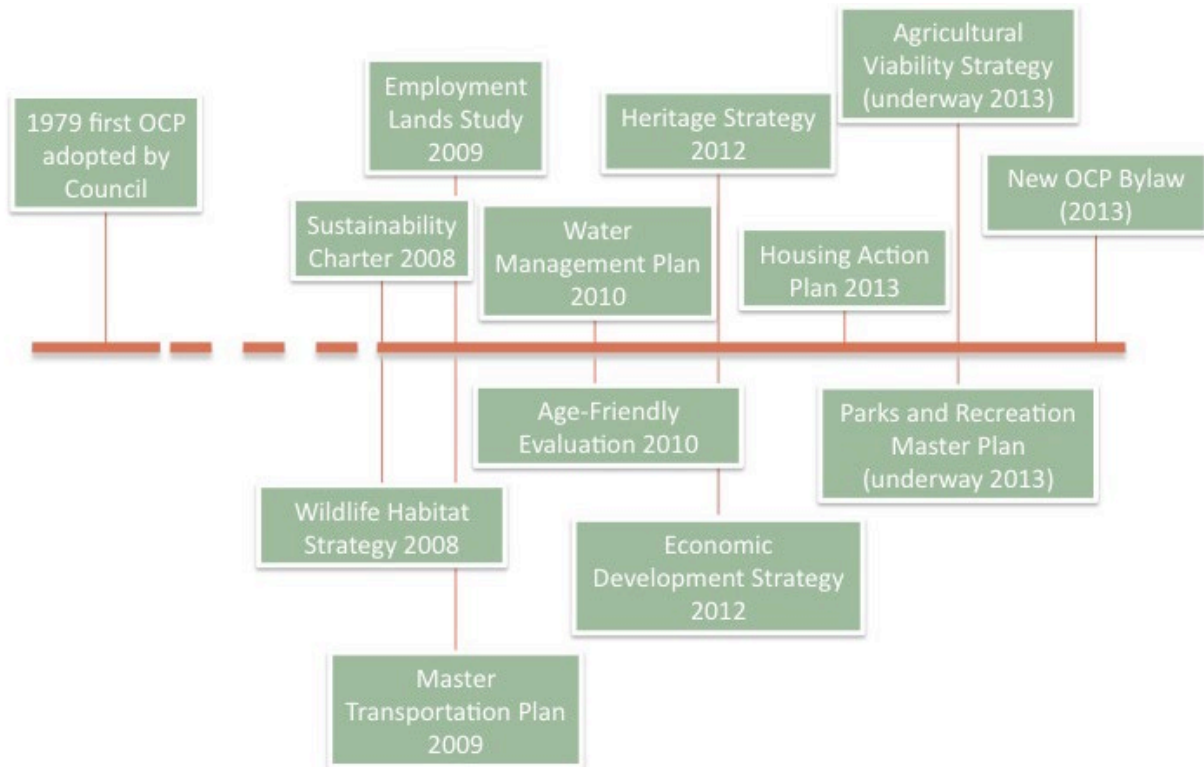 1979 first OCP
adopted by
Council
Employment
Lands Study
2009
Sustainability
Charter 2008
Water
Management Plan
2010
Heritage Strategy
2012
Agricultural
Viability Strategy
(underway 2013)
Housing Action
Plan 2013
New OCP Bylaw
(2013)
Wildlife Habitat
Strategy 2008
Master
Transportation Plan
2009
Age-Friendly
Evaluation 2010
Economic
Development Strategy
2012
Parks and Recreation
Master Plan
(underway 2013)